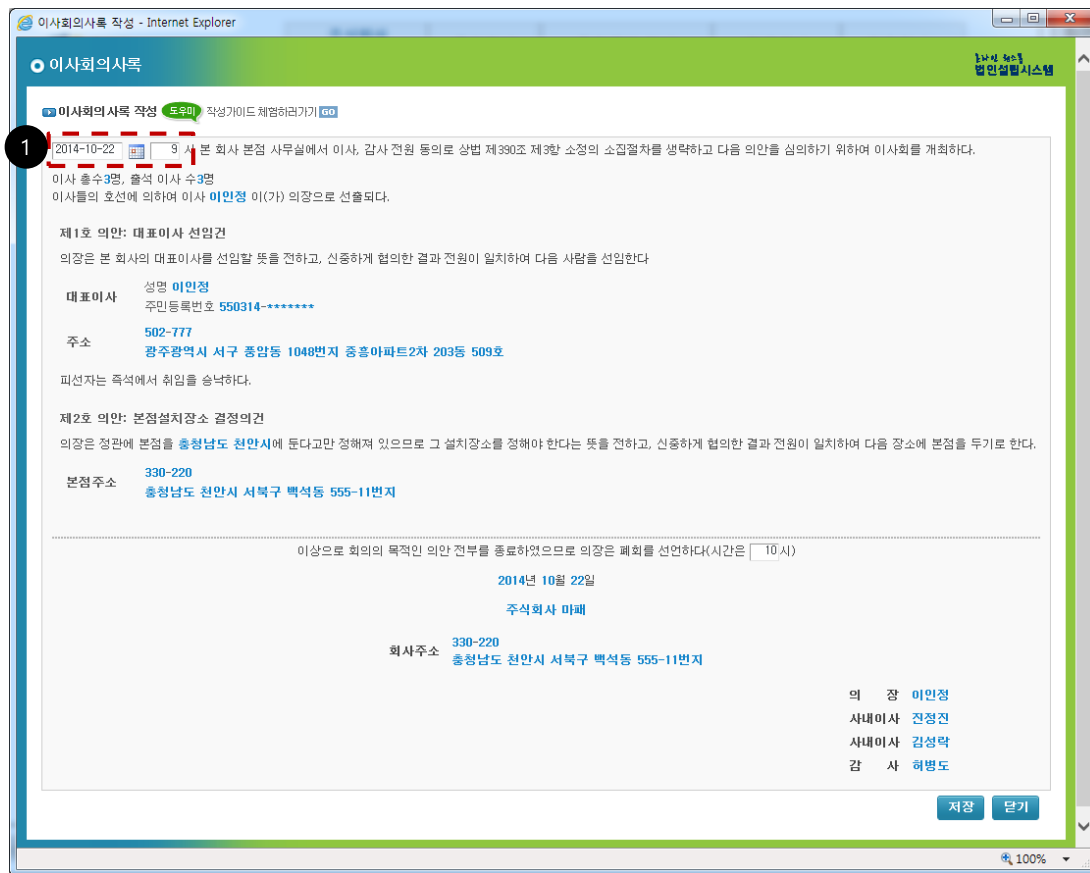 이사회의사록 작성 - Internet Explorer
이사회의사록
온라인 원스톱
법인설립시스템
이사회의사록 작성 도우미 작성가이드 체험하러가기 GO
1
2014-10-22 9 시 본 회사 본점 사무실에서 이사, 감사 전원 동의로 상법 제390조 제3항 소정의 소집절차를 생략하고 다음 의안을 심의하기 위하여 이사회를 개최하다.
이사 총수3명, 출석 이사 수3명
이사들의 호선에 의하여 이사 이인정 이(가) 의장으로 선출되다.
제1호 의안: 대표이사 선임건
의장은 본 회사의 대표이사를 선임할 뜻을 전하고, 신중하게 협의한 결과 전원이 일치하여 다음 사람을 선임한다
대표이사
성명 이인정
주민등록번호 550314-*******
주소
502-777
광주광역시 서구 풍암동 1048번지 중흥아파트2차 203동 509호
피선자는 즉석에서 취임을 승낙하다.
제2호 의안: 본점설치장소 결정의건
의장은 정관에 본점을 충청남도 천안시에 둔다고만 정해져 있으므로 그 설치장소를 정해야 한다는 뜻을 전하고, 신중하게 협의한 결과 전원이 일치하여 다음 장소에 본점을 두기로 한다.
본점주소
330-220
충청남도 천안시 서북구 백석동 555-11번지
이상으로 회의의 목적인 의안 전부를 종료하였으므로 의장은 폐회를 선언하다(시간은 10시)
2014년 10월 22일
주식회사 마패
회사주소
330-220
충청남도 천안시 서북구 백석동 555-11번지
의 장 이인정
사내이사 진정진
사내이사 김성락
감 사 허병도
저장 닫기
100%